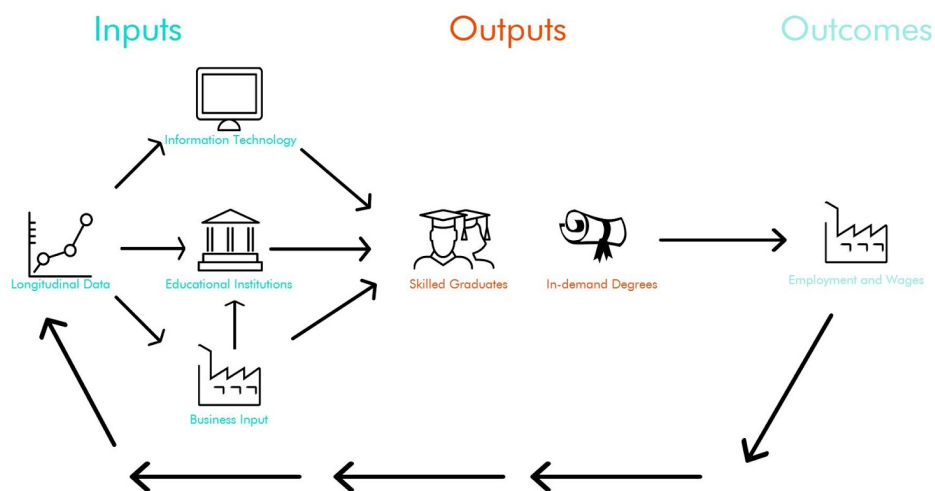 Inputs
Outputs
Outcomes
Information Technology
Longitudinal Data
Educational Institutions
Skilled Graduates
In-demand Degrees
Employment and Wages
Business Input